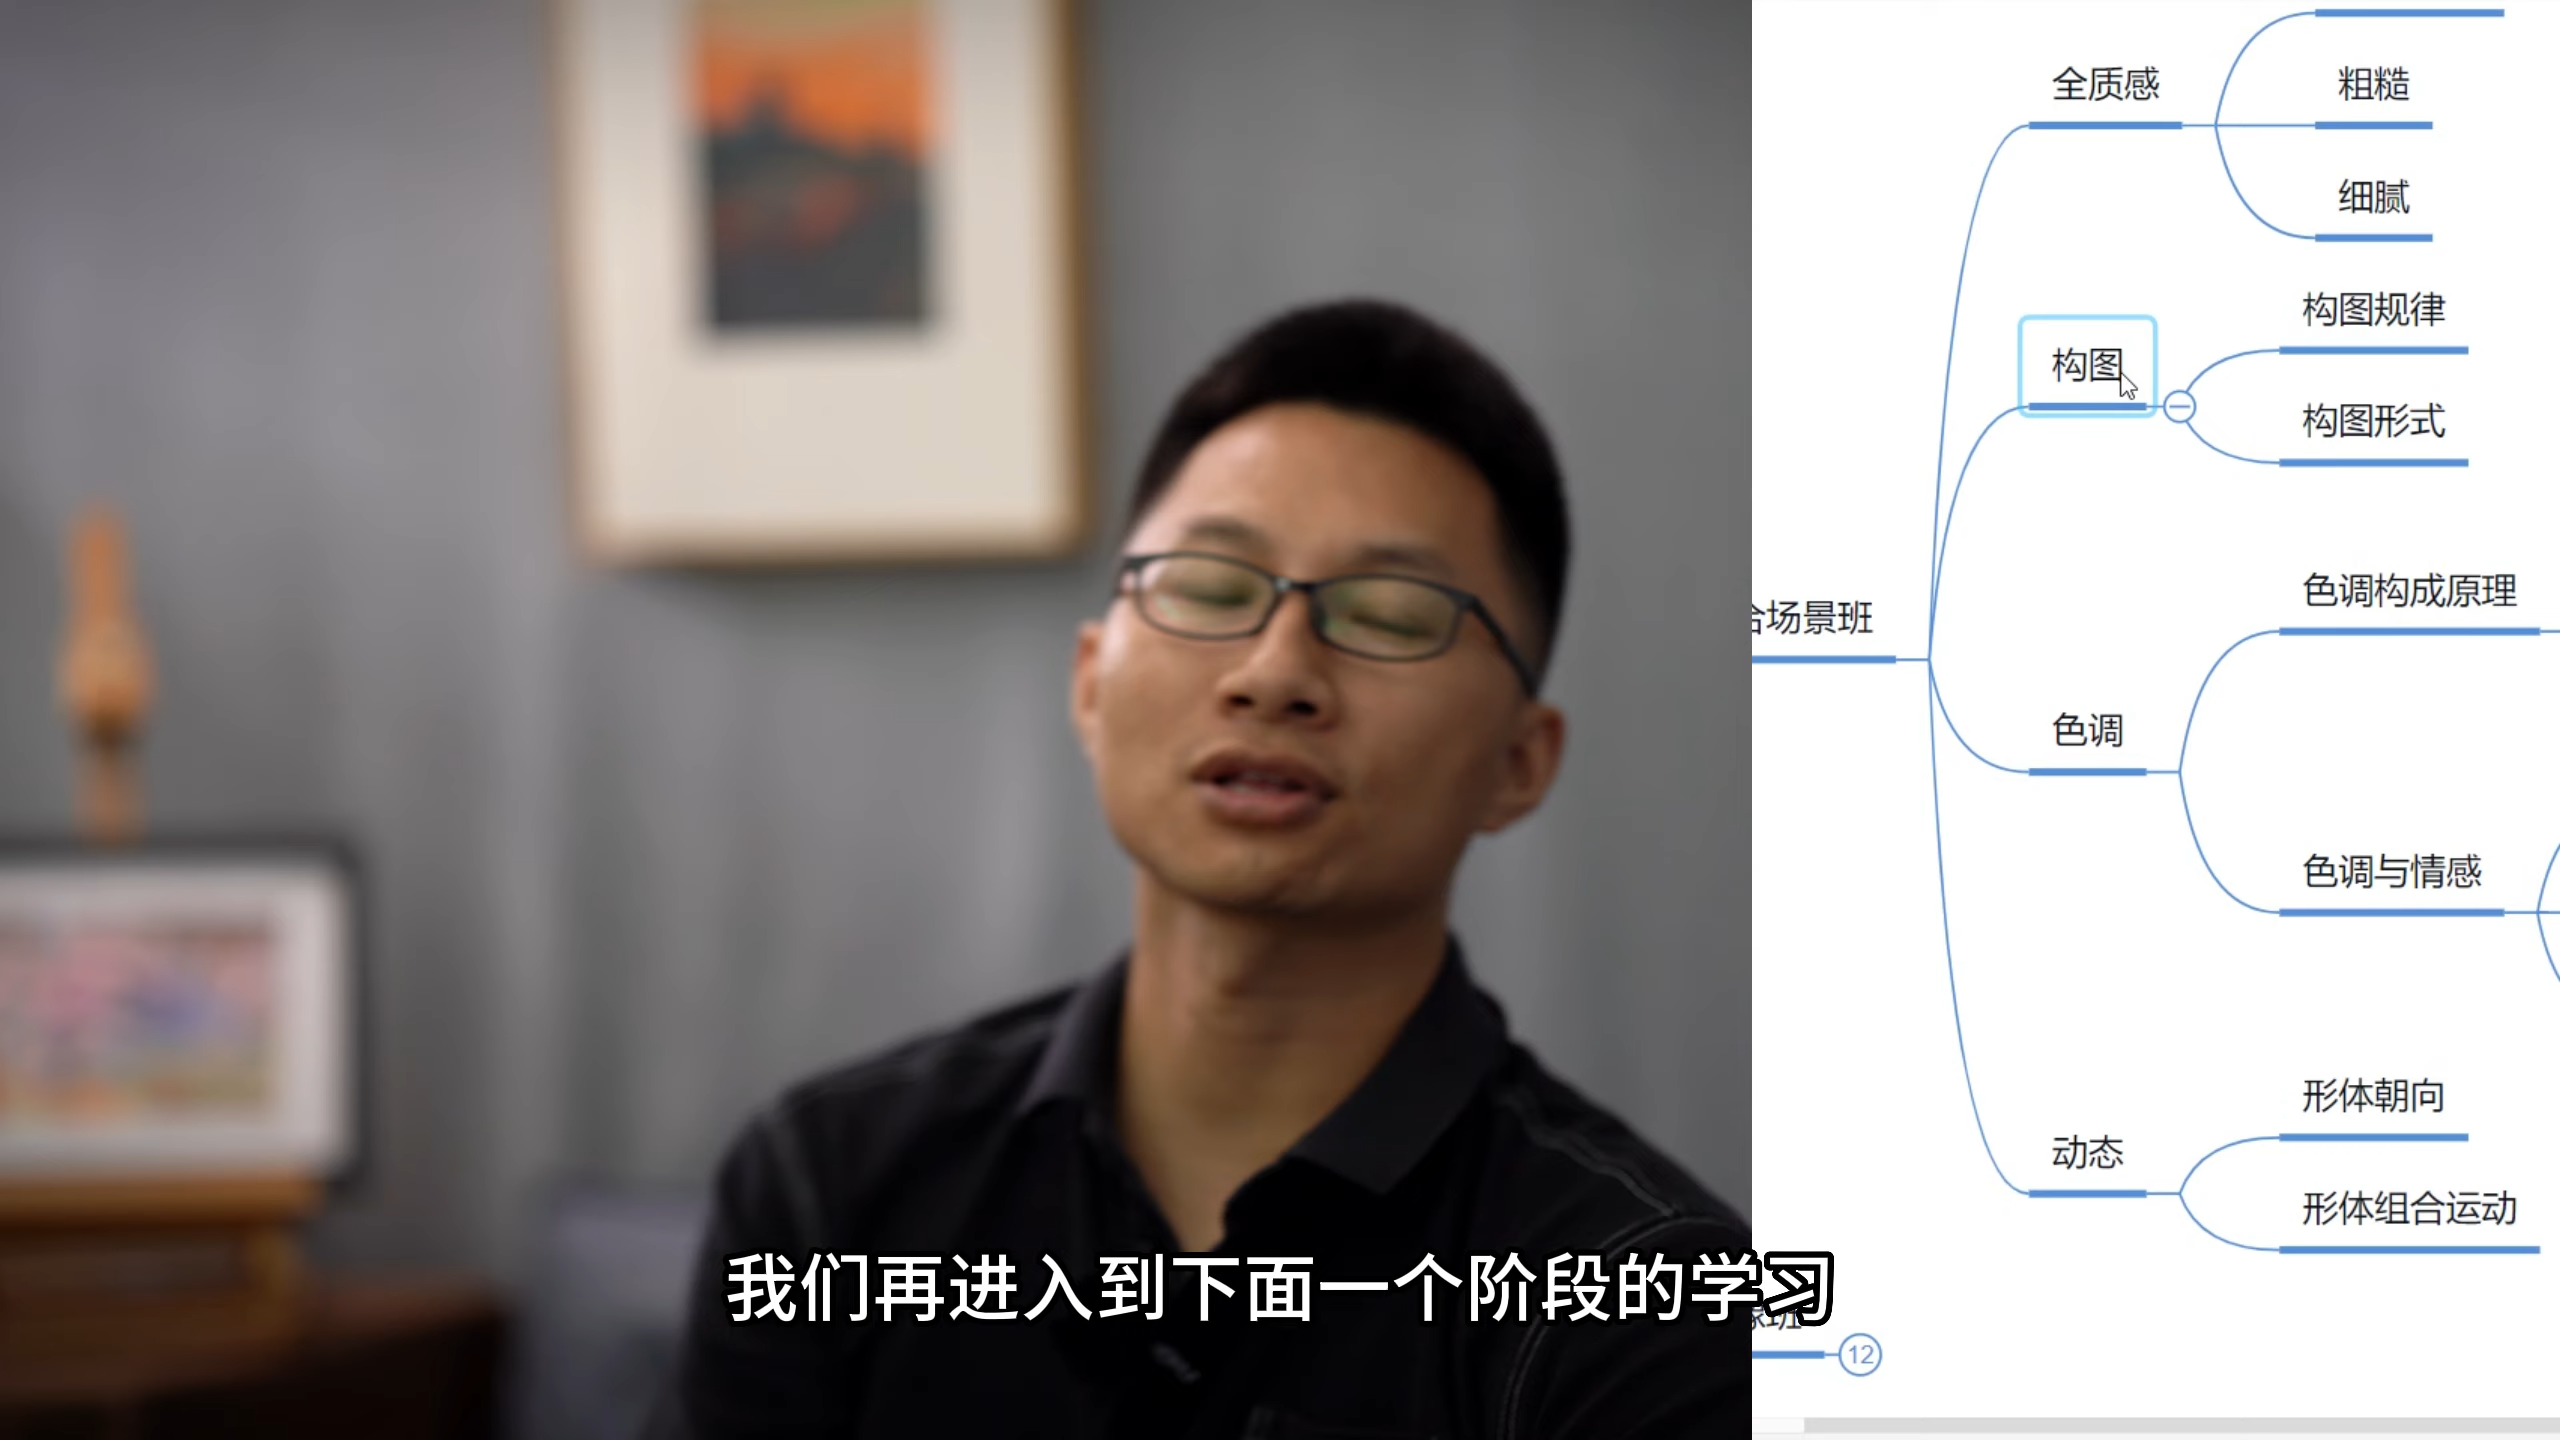 全质感
粗糙
细腻
构图
构图规律
构图形式
场景班
色调
色调构成原理
色调与情感
动态
形体朝向
形体组合运动
我们再进入到下面一个阶段的学习
班
12